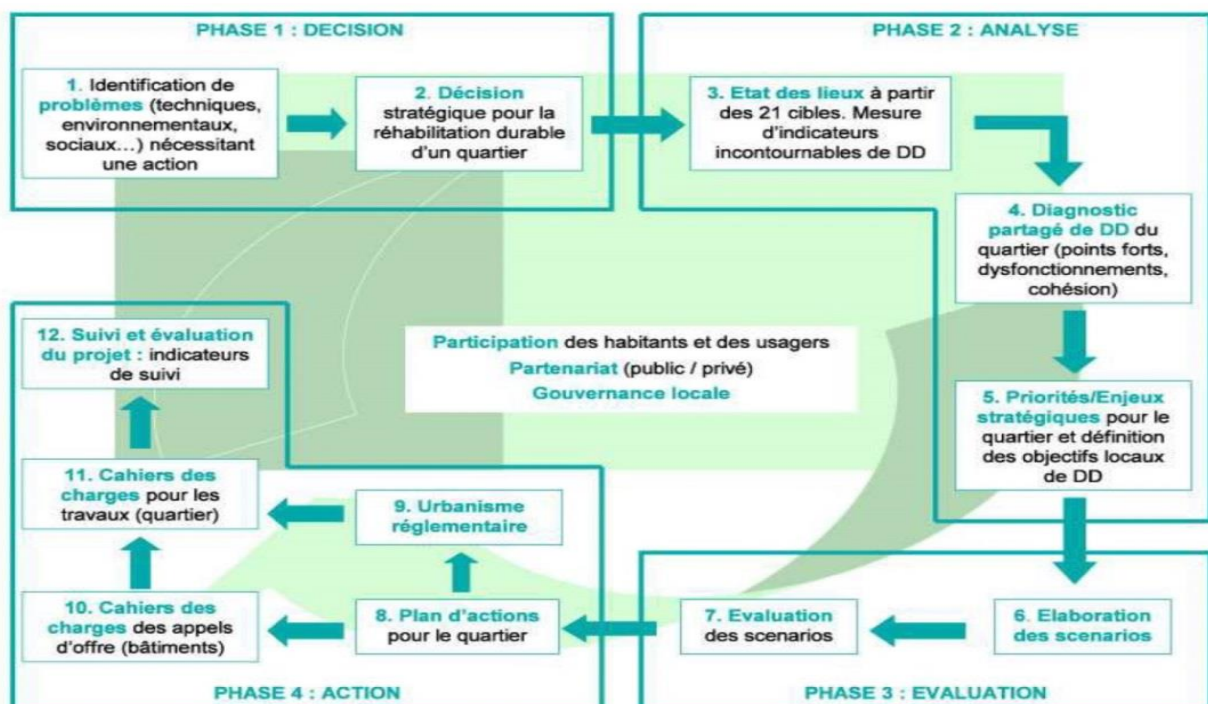 PHASE 1 : DECISION
1. Identification de
problèmes (techniques,
environnementaux,
sociaux...) nécessitant
une action
2. Décision
stratégique pour la
réhabilitation durable
d'un quartier
PHASE 2 : ANALYSE
3. Etat des lieux à partir
des 21 cibles. Mesure
d'indicateurs
incontournables de DD
4. Diagnostic
partagé de DD du
quartier (points forts,
dysfonctionnements,
cohésion)
5. Priorités/Enjeux
stratégiques pour le
quartier et définition
des objectifs locaux
de DD
Participation des habitants et des usagers
Partenariat (public / privé)
Gouvernance locale
6. Elaboration
des scenarios
7. Evaluation
des scenarios
PHASE 3 : EVALUATION
8. Plan d'actions
pour le quartier
9. Urbanisme
réglementaire
10. Cahiers des
charges des appels
d'offre (bâtiments)
11. Cahiers des
charges pour les
travaux (quartier)
12. Suivi et évaluation
du projet : indicateurs
de suivi
PHASE 4 : ACTION